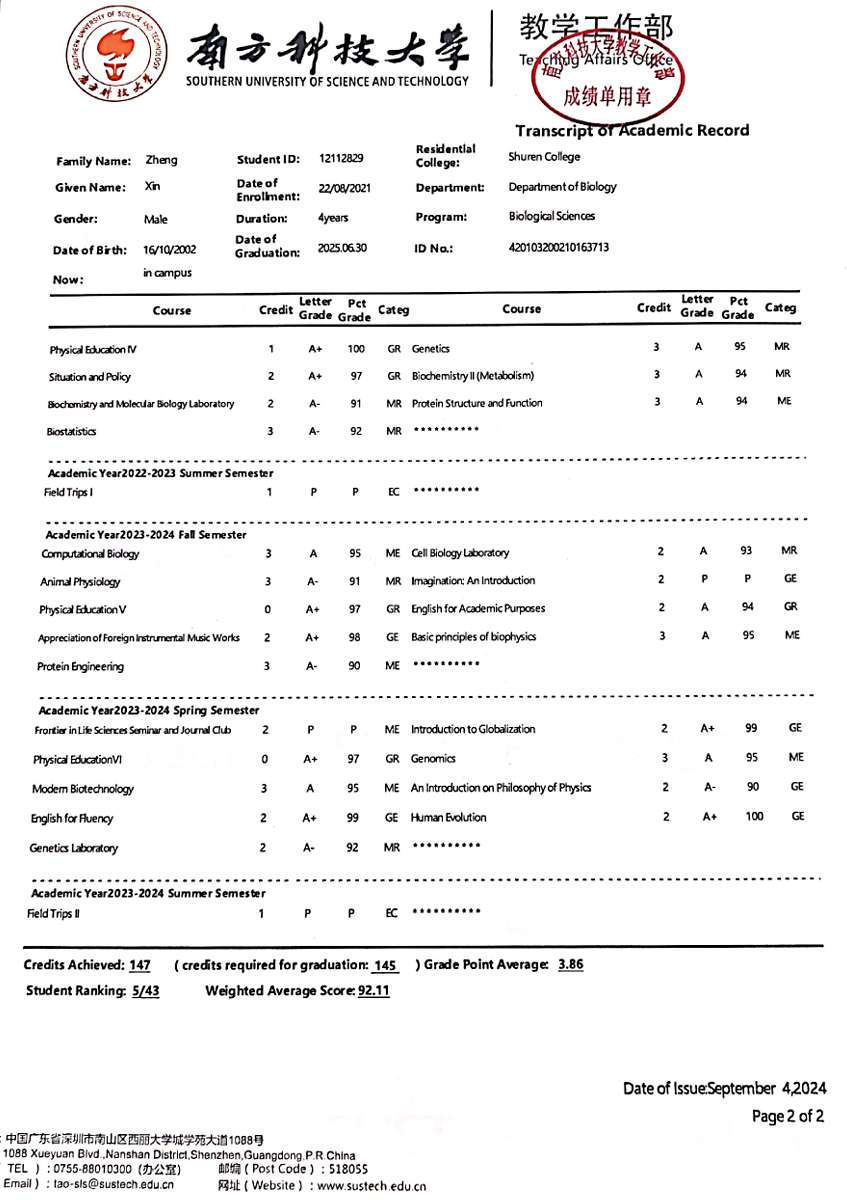 SOUTHERN UNIVERSITY OF SCIENCE AND TECHNOLOGY
南方科技大学
南方科技大学 教学工作部
SOUTHERN UNIVERSITY OF SCIENCE AND TECHNOLOGY Teaching Affairs Office
成绩单用章
Transcript of Academic Record
Family Name: Zheng Student ID: 12112829 Residential College: Shuren College
Given Name: Xin Date of Enrollment: 22/08/2021 Department: Department of Biology
Gender: Male Duration: 4years Program: Biological Sciences
Date of Birth: 16/10/2002 Date of Graduation: 2025.06.30 ID No.: 420103200210163713
Now: in campus
Course Credit Letter Grade Pct Grade Categ Course Credit Letter Grade Pct Grade Categ
Physical Education IV 1 A+ 100 GR Genetics 3 A 95 MR
Situation and Policy 2 A+ 97 GR Biochemistry II (Metabolism) 3 A 94 MR
Biochemistry and Molecular Biology Laboratory 2 A- 91 MR Protein Structure and Function 3 A 94 ME
Biostatistics 3 A- 92 MR **********
Academic Year2022-2023 Summer Semester
Field Trips I 1 P P EC **********
Academic Year2023-2024 Fall Semester
Computational Biology 3 A 95 ME Cell Biology Laboratory 2 A 93 MR
Animal Physiology 3 A- 91 MR Imagination: An Introduction 2 P P GE
Physical Education V 0 A+ 97 GR English for Academic Purposes 2 A 94 GR
Appreciation of Foreign Instrumental Music Works 2 A+ 98 GE Basic principles of biophysics 3 A 95 ME
Protein Engineering 3 A- 90 ME **********
Academic Year2023-2024 Spring Semester
Frontier in Life Sciences Seminar and Journal Club 2 P P ME Introduction to Globalization 2 A+ 99 GE
Physical EducationVI 0 A+ 97 GR Genomics 3 A 95 ME
Modern Biotechnology 3 A 95 ME An Introduction on Philosophy of Physics 2 A- 90 GE
English for Fluency 2 A+ 99 GE Human Evolution 2 A+ 100 GE
Genetics Laboratory 2 A- 92 MR **********
Academic Year2023-2024 Summer Semester
Field Trips II 1 P P EC **********
Credits Achieved: 147 ( credits required for graduation: 145 ) Grade Point Average: 3.86
Student Ranking: 5/43 Weighted Average Score: 92.11
Date of Issue:September 4,2024
Page 2 of 2
: 中国广东省深圳市南山区西丽大学城学苑大道1088号
1088 Xueyuan Blvd.,Nanshan District,Shenzhen,Guangdong,P.R.China
TEL ) : 0755-88010300 (办公室) 邮编 ( Post Code ) : 518055
Email ) : tao-sls@sustech.edu.cn 网址 ( Website ) : www.sustech.edu.cn